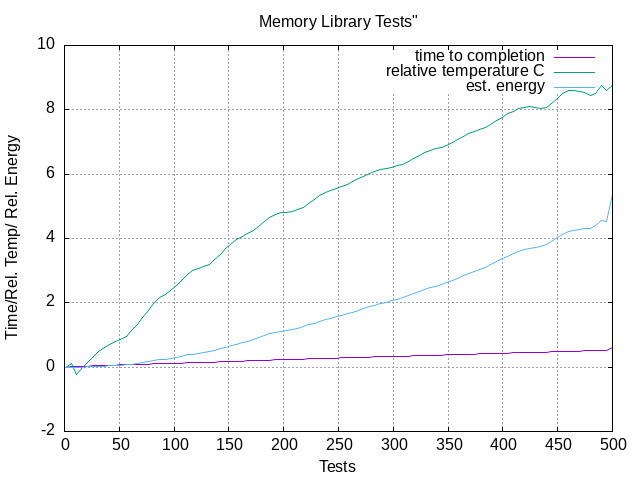 Memory Library Tests"
10
8
6
4
2
0
-2
Time/Rel. Temp/ Rel. Energy
time to completion
relative temperature C
est. energy
0 50 100 150 200 250 300 350 400 450 500
Tests